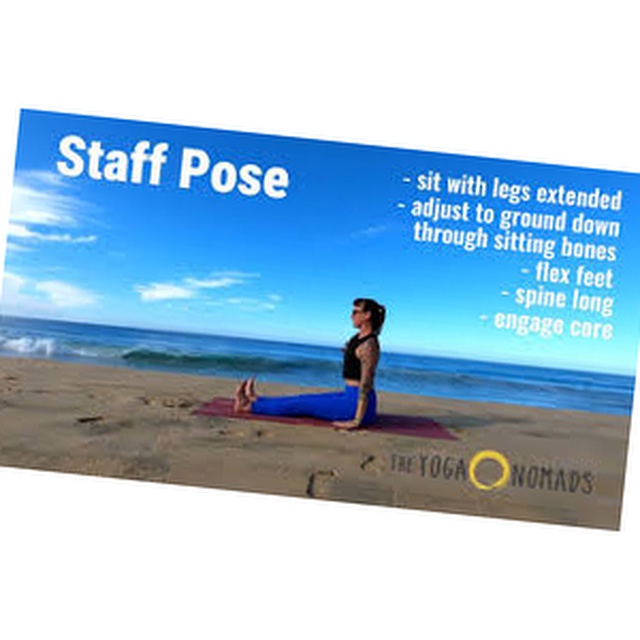 Staff Pose
- sit with legs extended
- adjust to ground down
through sitting bones
- flex feet
- spine long
- engage core
THE YOGA NOMADS